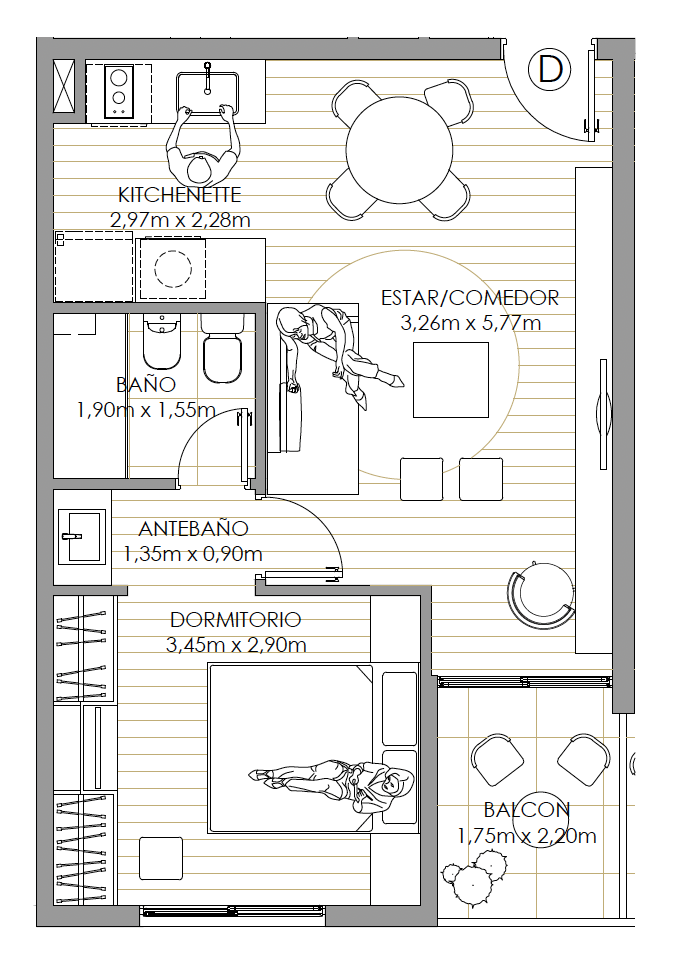 D
KITCHENETTE
2,97m x 2,28m
ESTAR/COMEDOR
3,26m x 5,77m
BAÑO
1,90m x 1,55m
ANTEBAÑO
1,35m x 0,90m
DORMITORIO
3,45m x 2,90m
BALCON
1,75m x 2,20m